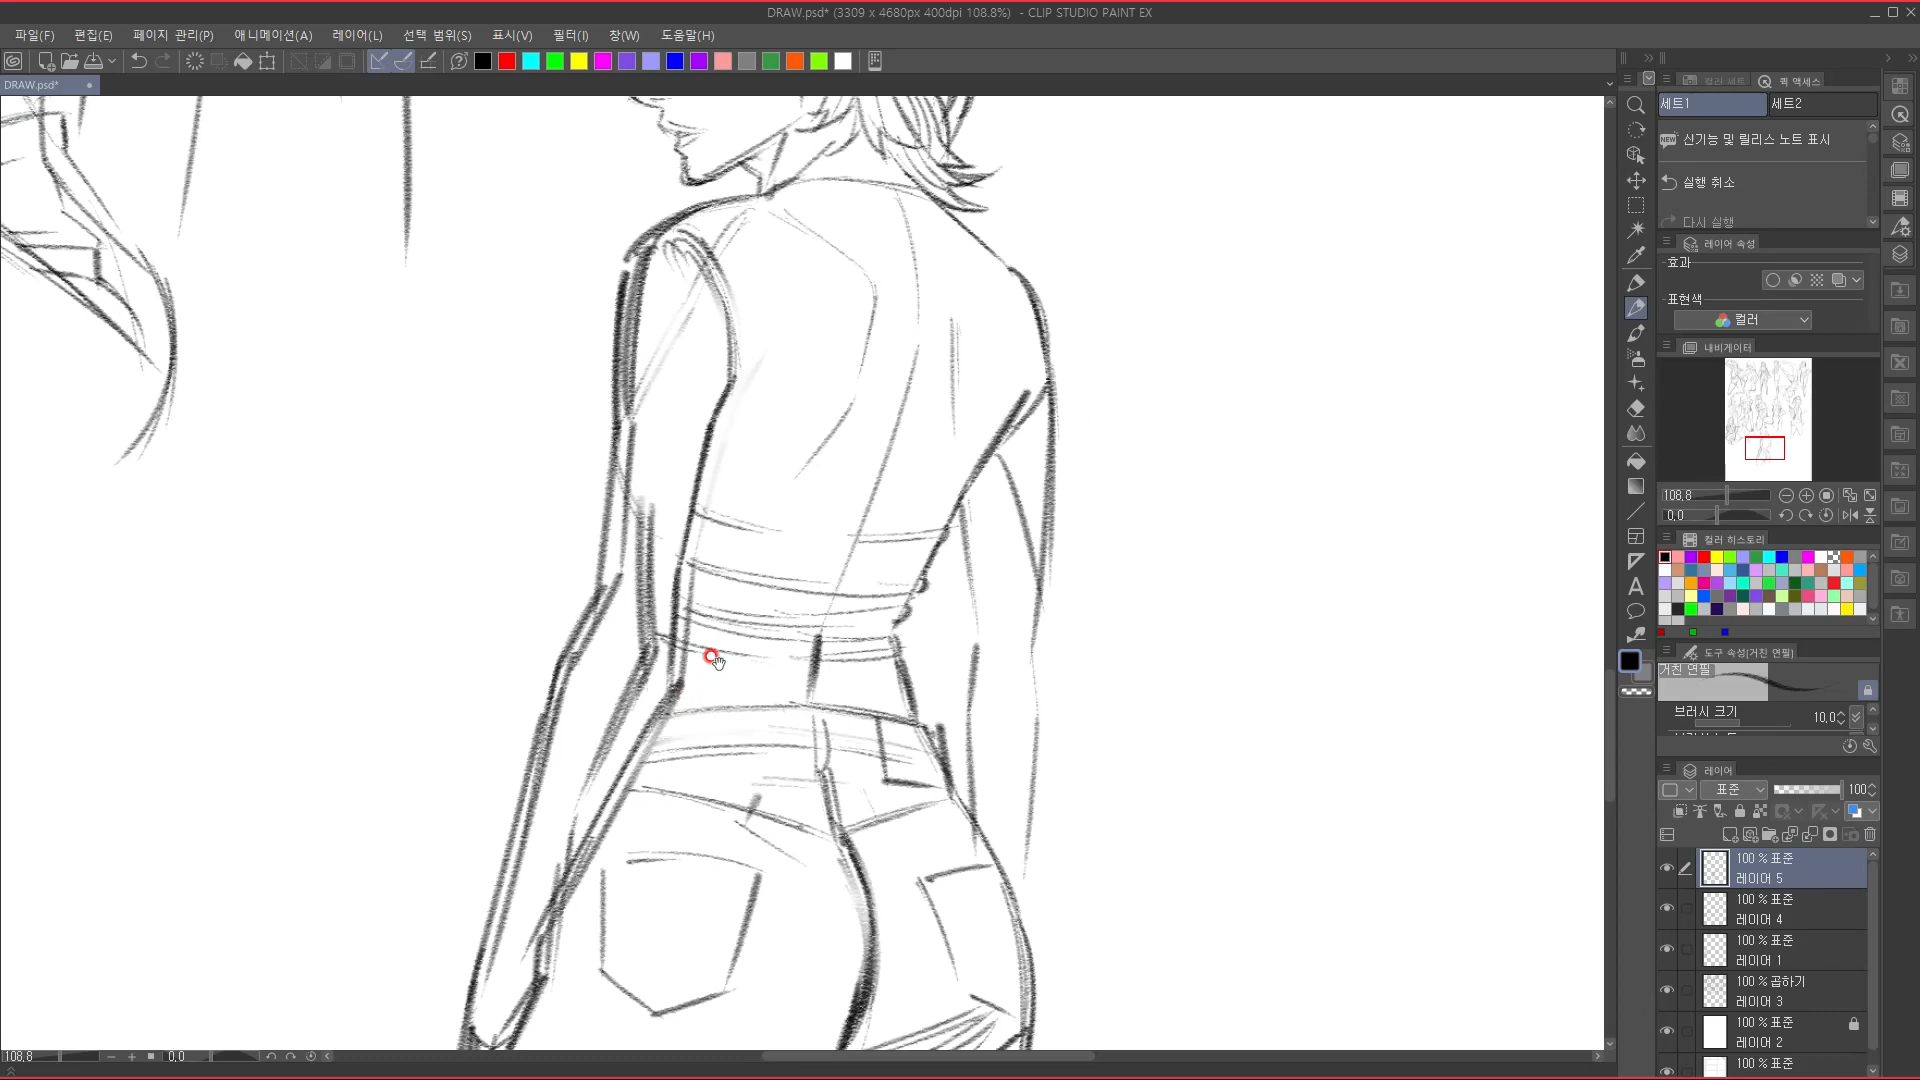 DRAW.psd* (3309 x 4680px 400dpi 108.8%)  - CLIP STUDIO PAINT EX
파일(F) 편집(E) 페이지 관리(P) 애니메이션(A) 레이어(L) 선택 범위(S) 표시(V) 필터(I) 창(W) 도움말(H)
DRAW.psd*
컬러 세트 퀵 액세스
세트1 세트2
NEW 신기능 및 릴리스 노트 표시
실행 취소
다시 실행
레이어 속성
효과
표현색
컬러
내비게이터
108.8
0.0
컬러 히스토리
도구 속성(거친 연필)
거친 연필
브러시 크기 10.0
레이어
표준 100
100 % 표준
레이어 5
100 % 표준
레이어 4
100 % 표준
레이어 1
100 % 곱하기
레이어 3
100 % 표준
레이어 2
100 % 표준
108.8 0.0